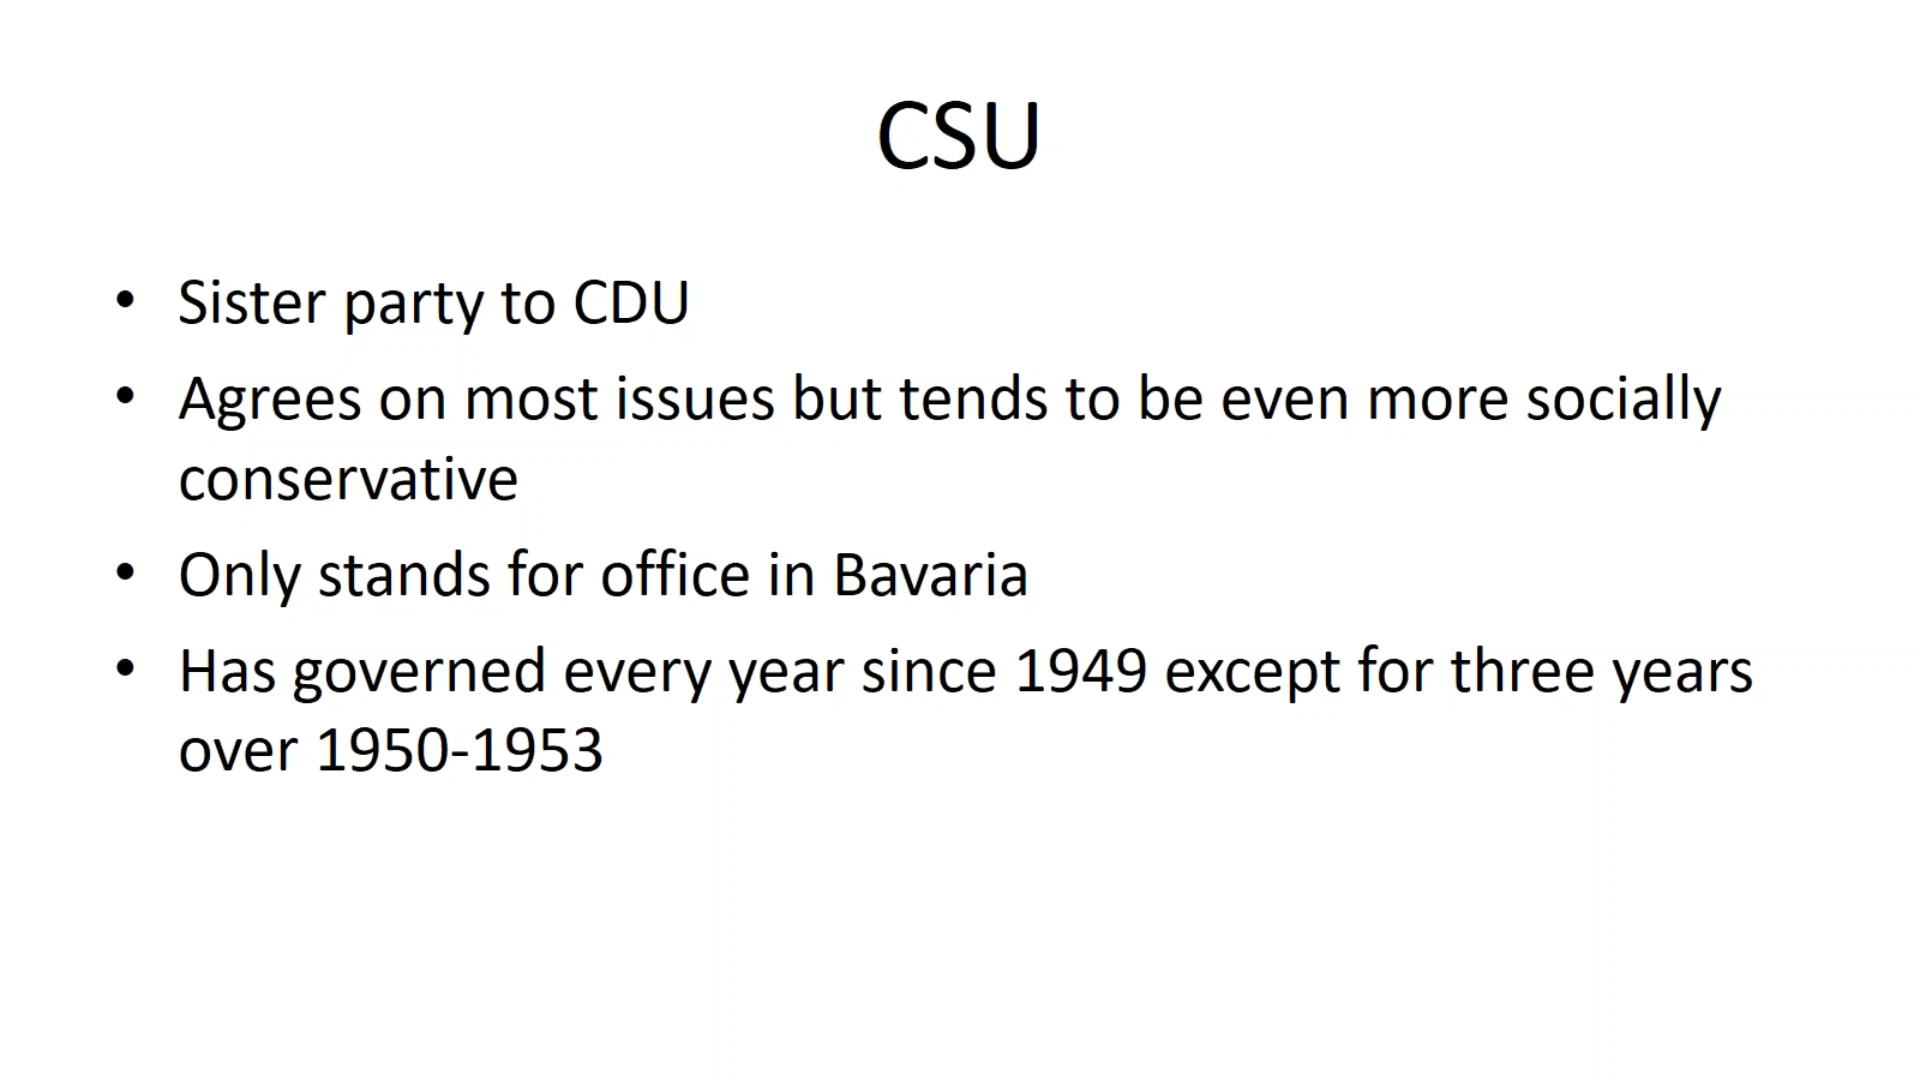 CSU
• Sister party to CDU
• Agrees on most issues but tends to be even more socially
conservative
• Only stands for office in Bavaria
• Has governed every year since 1949 except for three years
over 1950-1953